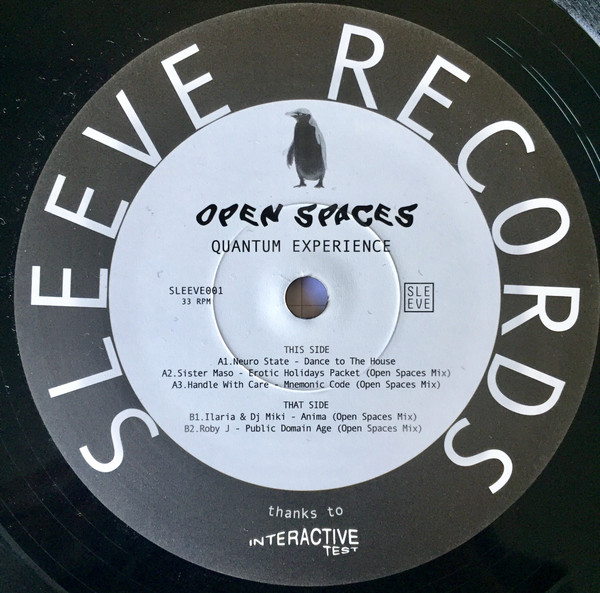 SLEEVE RECORDS
OPEN SPACES
QUANTUM EXPERIENCE
SLEEVE001
33 RPM
SLE
EVE
THIS SIDE
A1.Neuro State - Dance to The House
A2.Sister Maso - Erotic Holidays Packet (Open Spaces Mix)
A3.Handle With Care - Mnemonic Code (Open Spaces Mix)
THAT SIDE
B1.Ilaria & Dj Miki - Anima (Open Spaces Mix)
B2.Roby J - Public Domain Age (Open Spaces Mix)
thanks to
INTERACTIVE
TEST